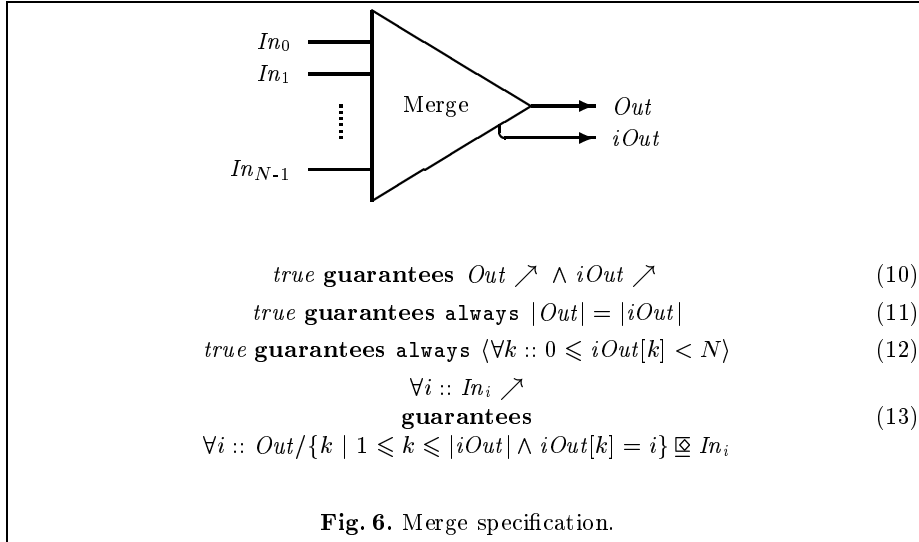 In₀
In₁
Merge
Out
iOut
In_{N-1}
true guarantees Out ↗ ∧ iOut ↗ (10)
true guarantees always |Out| = |iOut| (11)
true guarantees always ⟨∀k :: 0 ⩽ iOut[k] < N⟩ (12)
∀i :: Inᵢ ↗
guarantees (13)
∀i :: Out/{k | 1 ⩽ k ⩽ |iOut| ∧ iOut[k] = i} Inᵢ
Fig. 6. Merge specification.